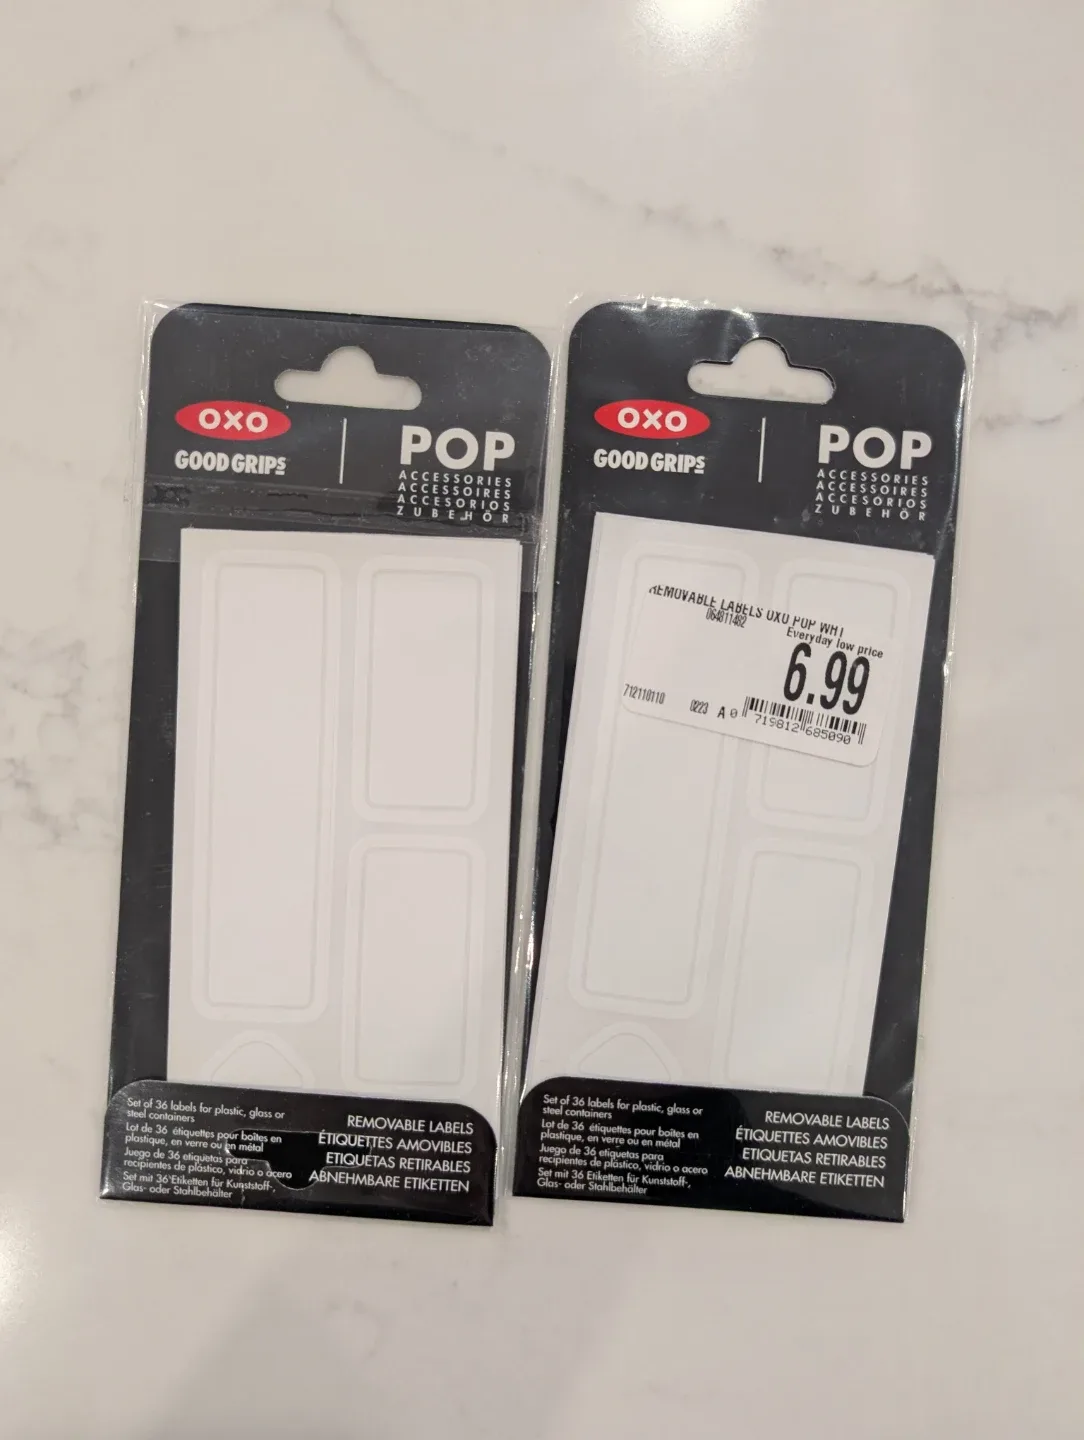 OXO
GOOD GRIPS
POP
ACCESSORIES
ACCESSOIRES
ACCESORIOS
ZUBEHÖR
Set of 36 labels for plastic, glass or
steel containers
Lot de 36 étiquettes pour boîtes en
plastique, en verre ou en métal
Juego de 36 etiquetas para
recipientes de plástico, vidrio o acero
Set mit 36 Etiketten für Kunststoff-,
Glas- oder Stahlbehälter
REMOVABLE LABELS
ÉTIQUETTES AMOVIBLES
ETIQUETAS RETIRABLES
ABNEHMBARE ETIKETTEN
OXO
GOOD GRIPS
POP
ACCESSORIES
ACCESSOIRES
ACCESORIOS
ZUBEHÖR
REMOVABLE LABELS OXO POP WHT
064811482
Everyday low price
6.99
712110110 0223 A 0 719812 685090
Set of 36 labels for plastic, glass or
steel containers
Lot de 36 étiquettes pour boîtes en
plastique, en verre ou en métal
Juego de 36 etiquetas para
recipientes de plástico, vidrio o acero
Set mit 36 Etiketten für Kunststoff-,
Glas- oder Stahlbehälter
REMOVABLE LABELS
ÉTIQUETTES AMOVIBLES
ETIQUETAS RETIRABLES
ABNEHMBARE ETIKETTEN